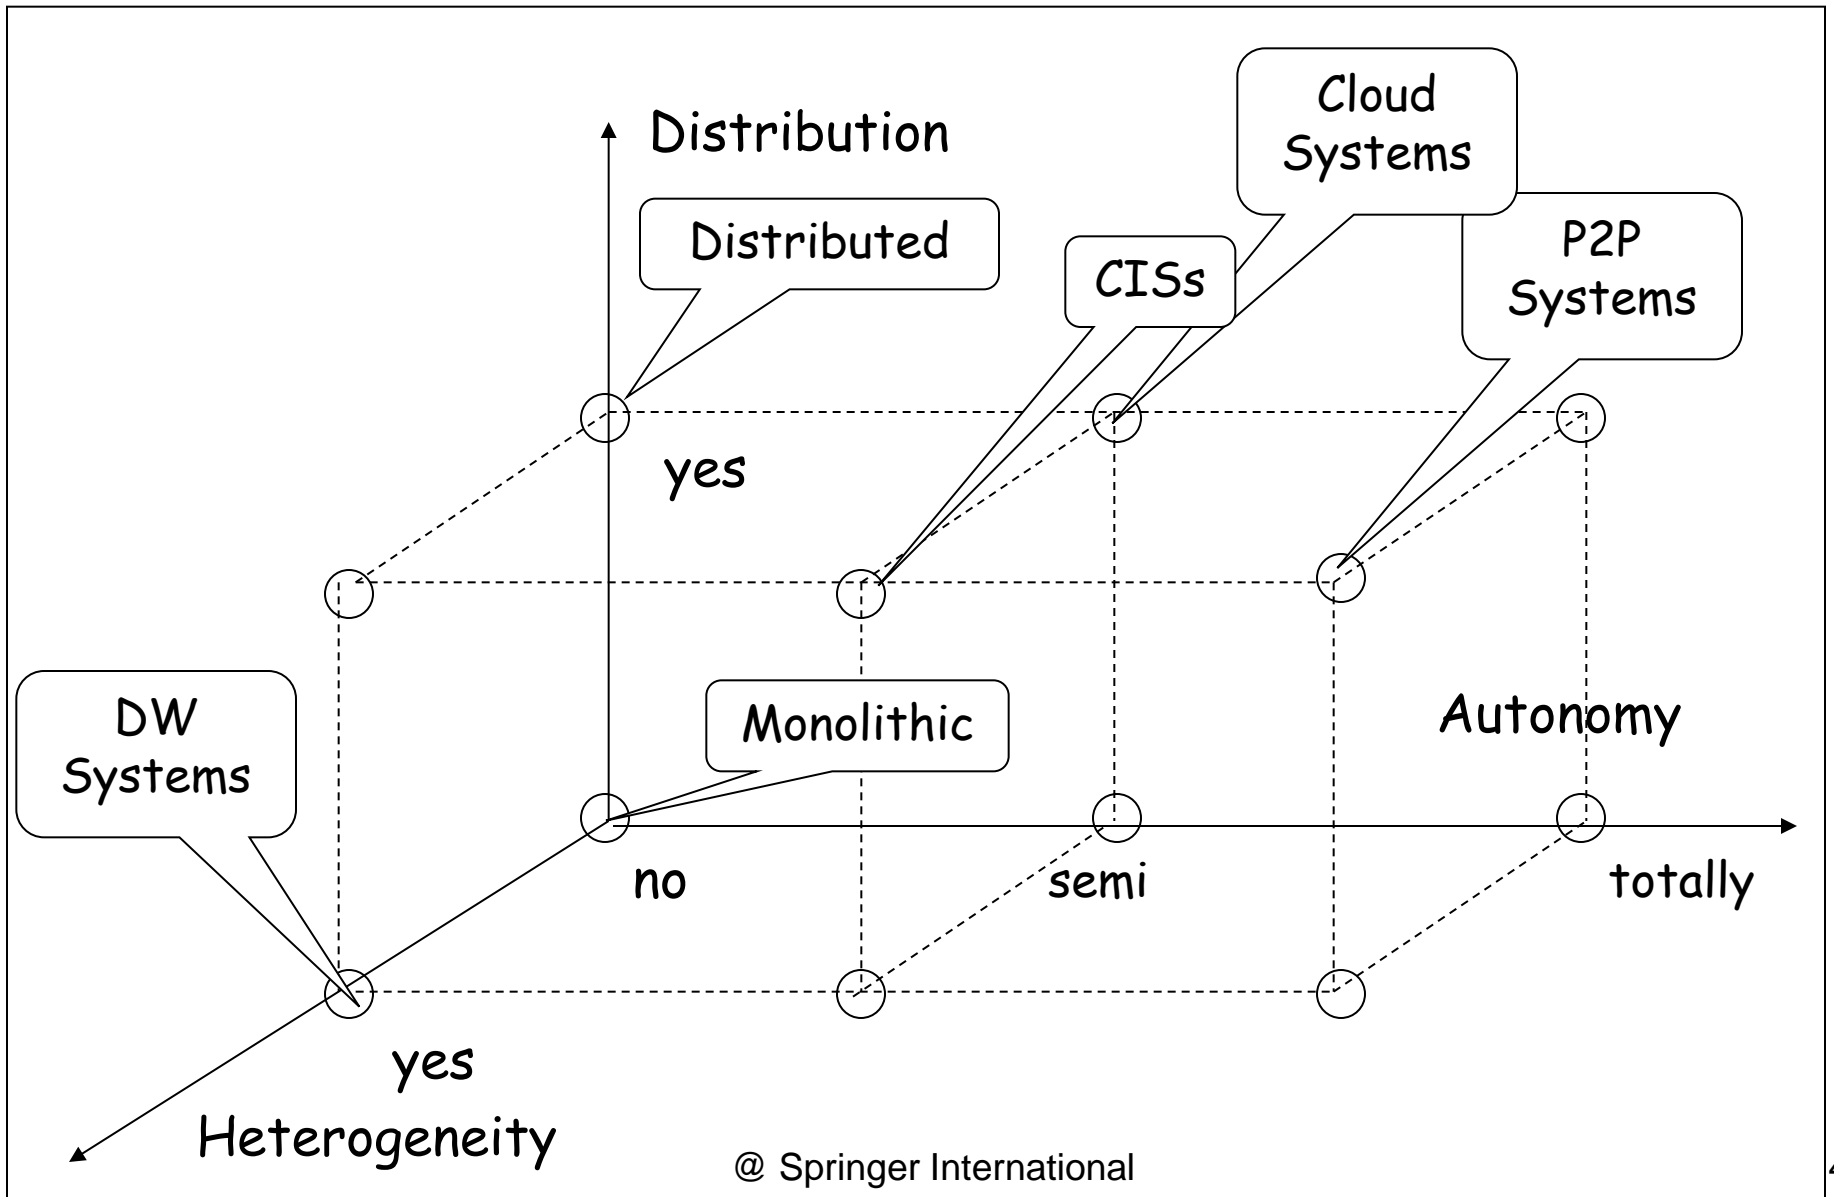 Cloud
Systems
Distribution
Distributed
P2P
Systems
CISs
yes
DW
Systems
Monolithic
Autonomy
no
semi
totally
yes
Heterogeneity
@ Springer International